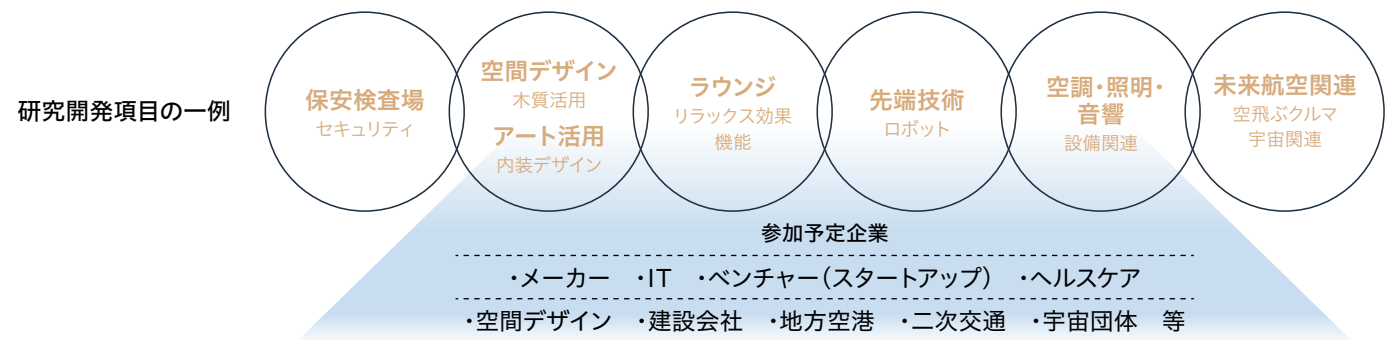 研究開発項目の一例
保安検査場
セキュリティ
空間デザイン
木質活用
アート活用
内装デザイン
ラウンジ
リラックス効果
機能
先端技術
ロボット
空調・照明・
音響
設備関連
未来航空関連
空飛ぶクルマ
宇宙関連
参加予定企業
・メーカー ・IT ・ベンチャー(スタートアップ) ・ヘルスケア
・空間デザイン ・建設会社 ・地方空港 ・二次交通 ・宇宙団体 等